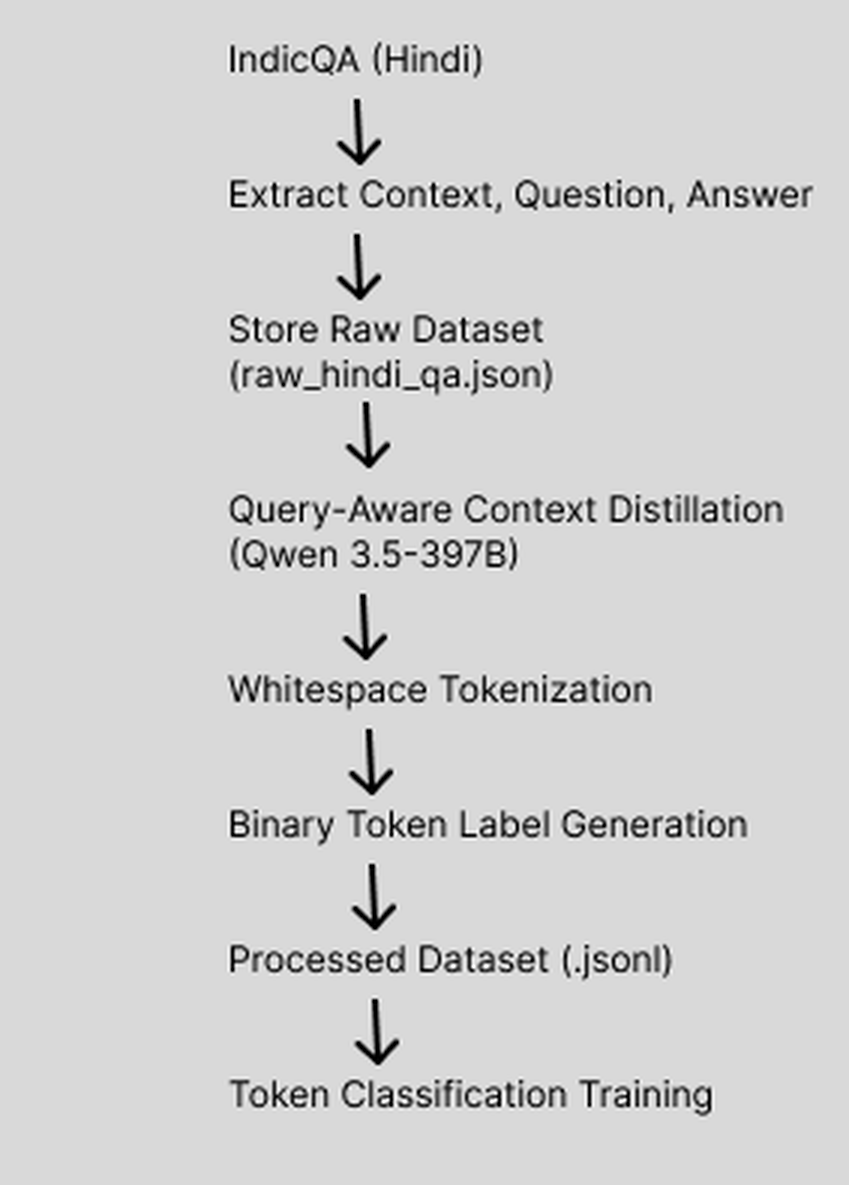 IndicQA (Hindi)
Extract Context, Question, Answer
Store Raw Dataset
(raw_hindi_qa.json)
Query-Aware Context Distillation
(Qwen 3.5-397B)
Whitespace Tokenization
Binary Token Label Generation
Processed Dataset (.jsonl)
Token Classification Training